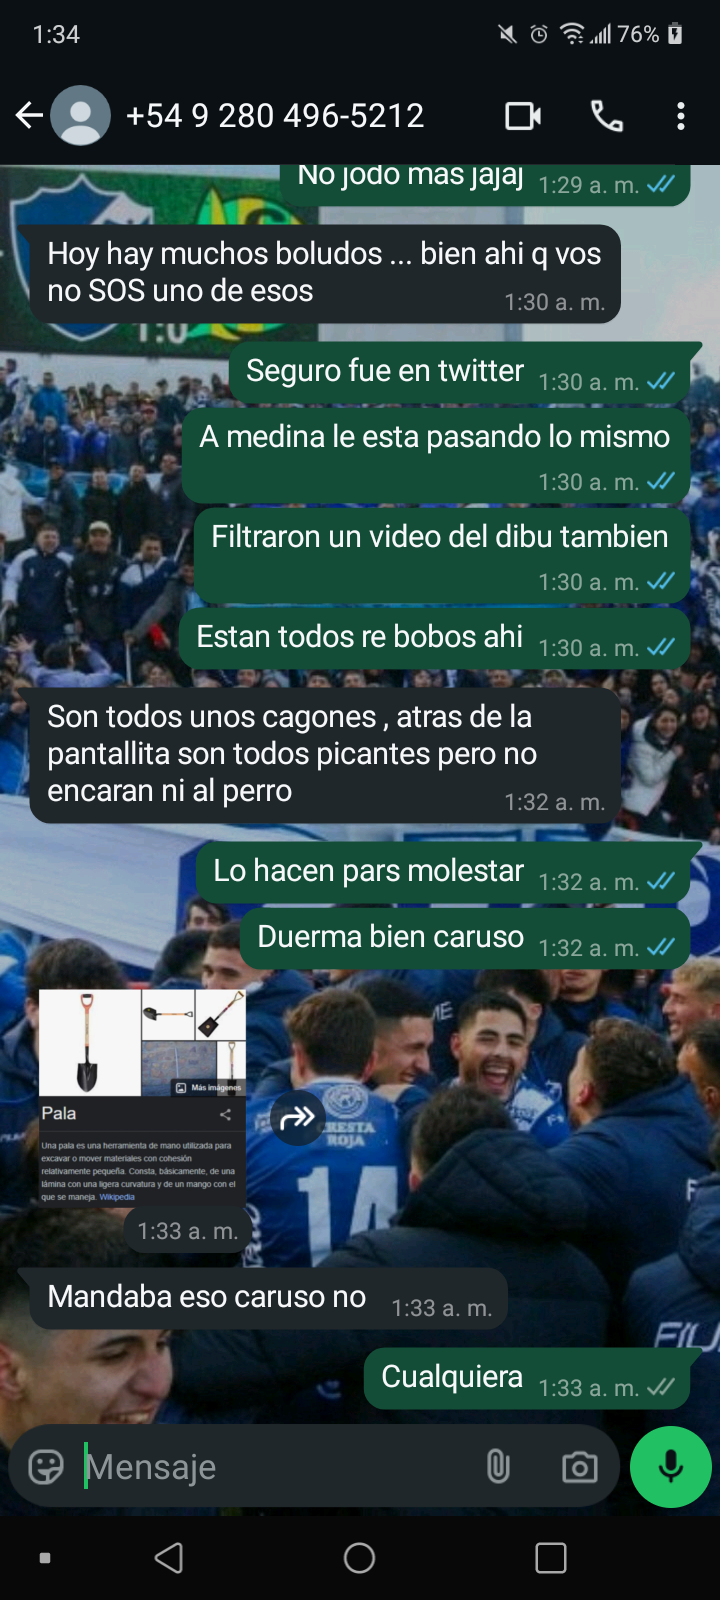 1:34
76%
+54 9 280 496-5212
No jodo mas jajaj 1:29 a. m.
1:0
Hoy hay muchos boludos ... bien ahi q vos
no SOS uno de esos
1:30 a. m.
Seguro fue en twitter 1:30 a. m.
A medina le esta pasando lo mismo
1:30 a. m.
Filtraron un video del dibu tambien
1:30 a. m.
Estan todos re bobos ahi 1:30 a. m.
Son todos unos cagones , atras de la
pantallita son todos picantes pero no
encaran ni al perro
1:32 a. m.
Lo hacen pars molestar 1:32 a. m.
Duerma bien caruso 1:32 a. m.
Más imágenes
Pala
Una pala es una herramienta de mano utilizada para
excavar o mover materiales con cohesión
relativamente pequeña. Consta, básicamente, de una
lámina con una ligera curvatura y de un mango con el
que se maneja. Wikipedia
CRESTA
ROJA
14
1:33 a. m.
Mandaba eso caruso no 1:33 a. m.
Cualquiera 1:33 a. m.
Mensaje